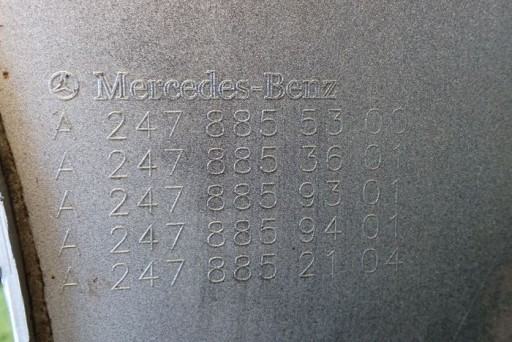 Mercedes-Benz
A 247 885 53 00
A 247 885 36 01
A 247 885 93 01
A 247 885 94 01
A 247 885 21 04